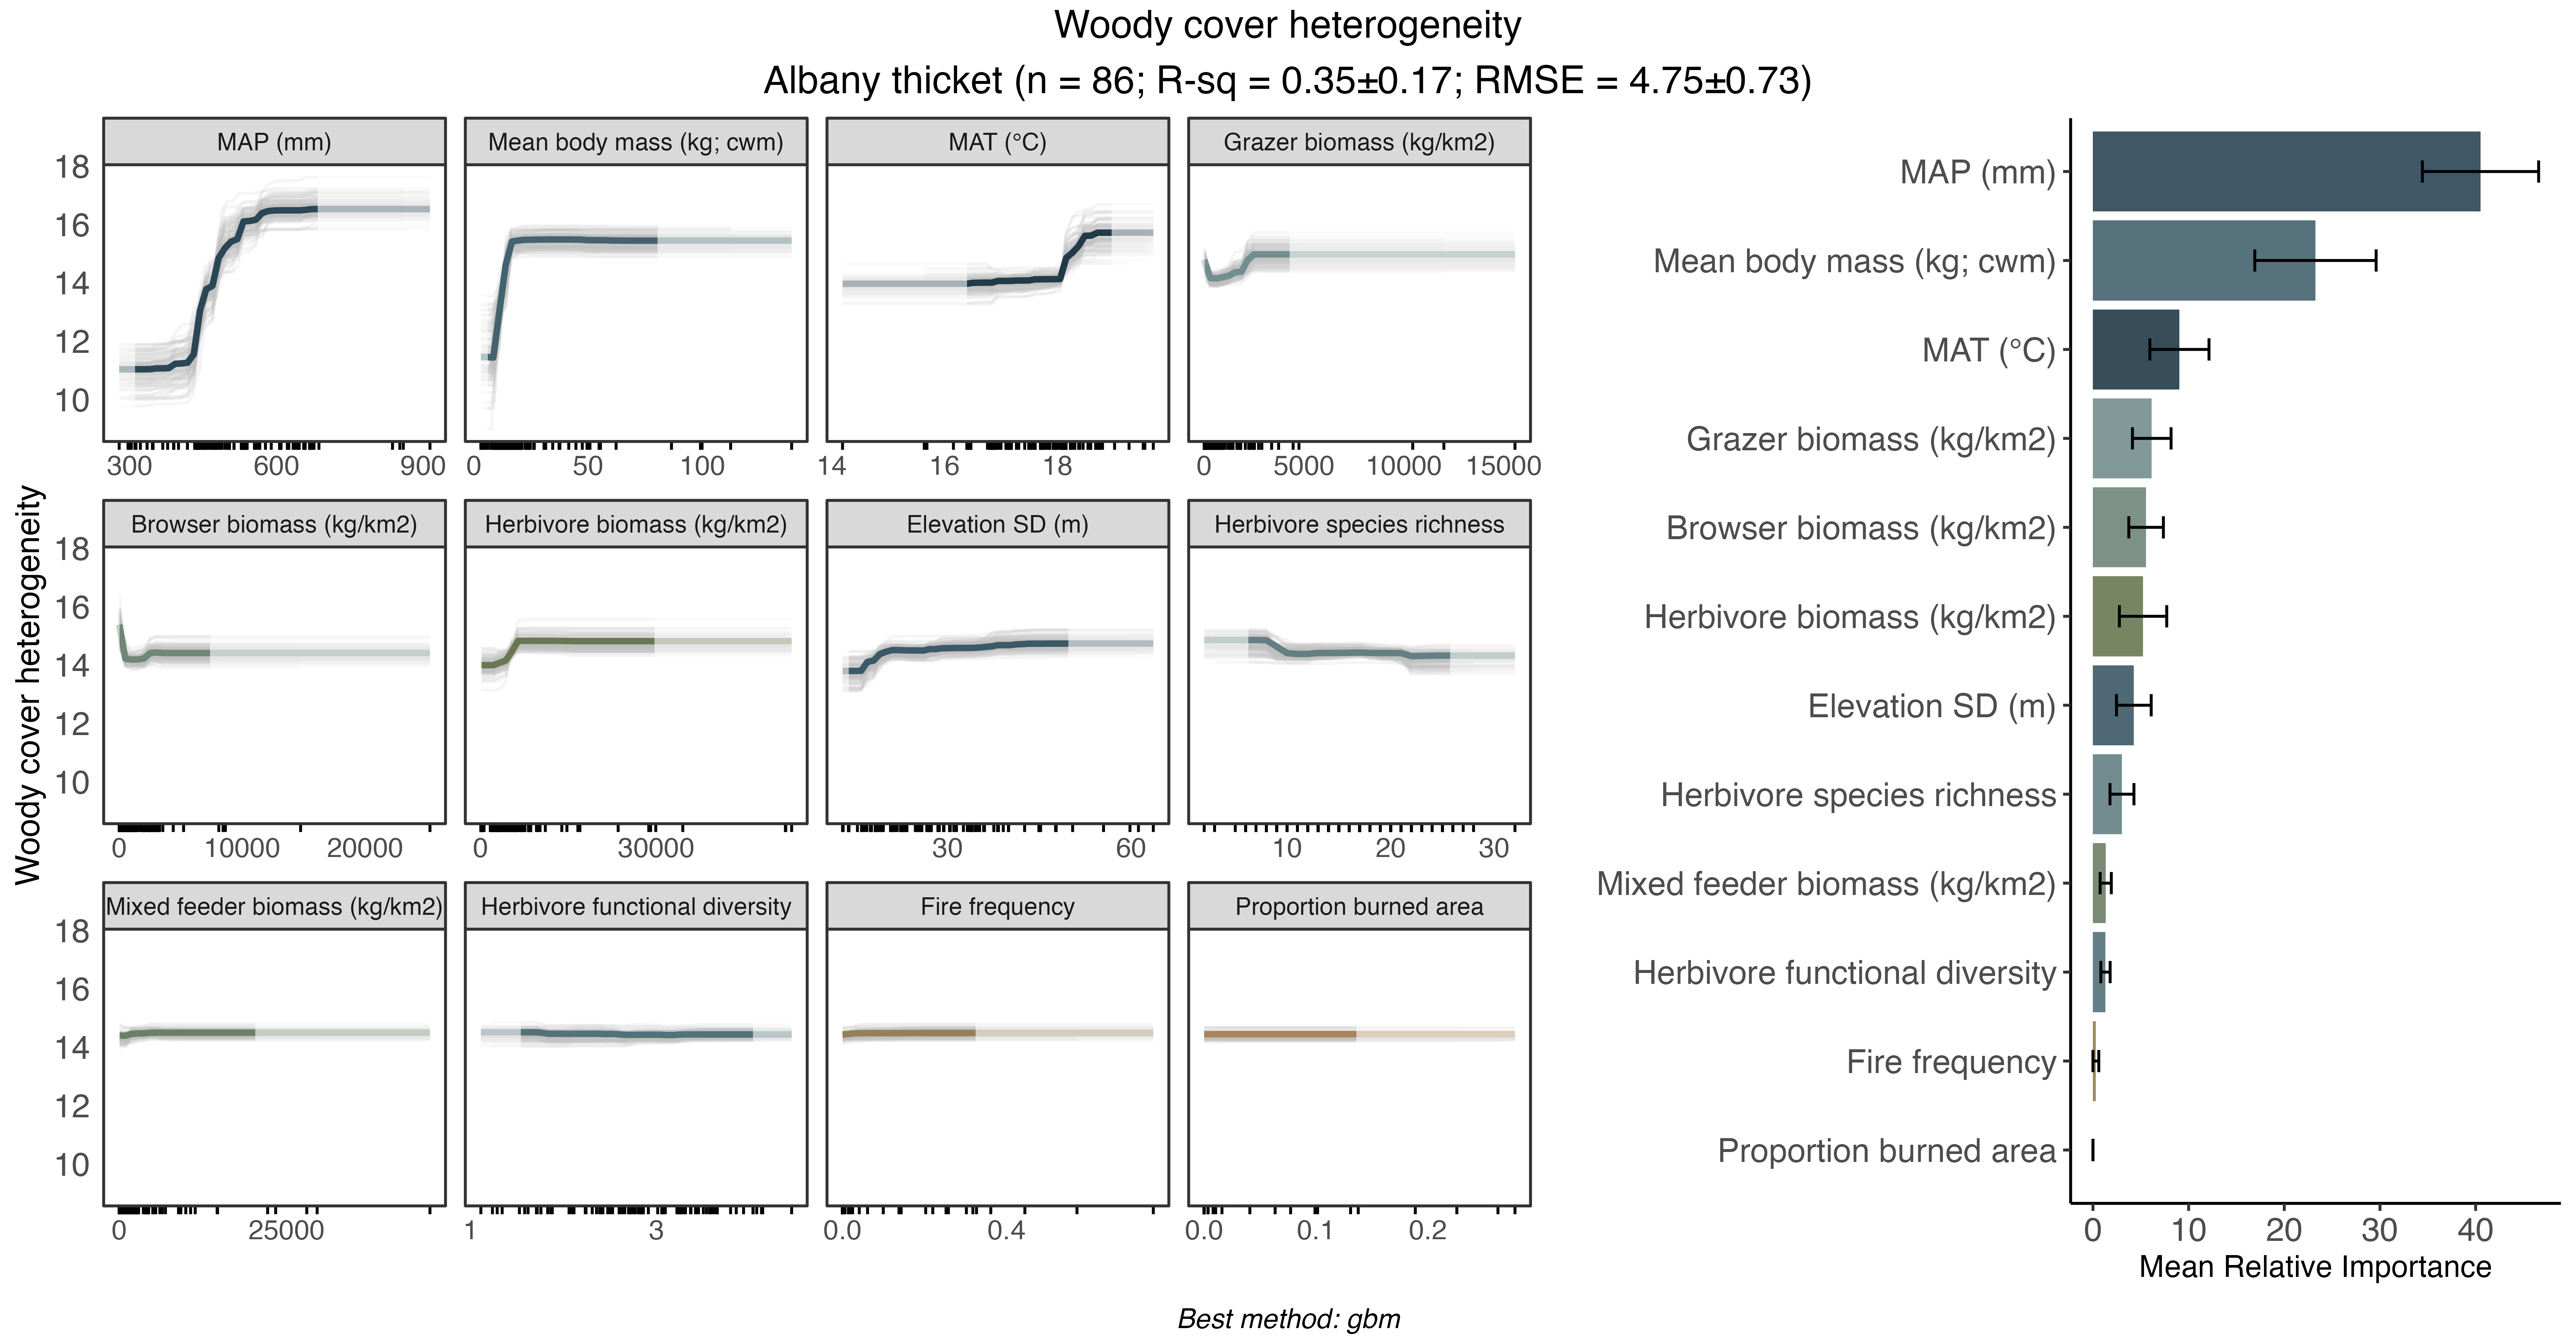 Woody cover heterogeneity
Albany thicket (n = 86; R-sq = 0.35±0.17; RMSE = 4.75±0.73)
Woody cover heterogeneity
MAP (mm)
Mean body mass (kg; cwm)
MAT (°C)
Grazer biomass (kg/km2)
18
16
14
12
10
300 600 900
0 50 100
14 16 18
0 5000 10000 15000
Browser biomass (kg/km2)
Herbivore biomass (kg/km2)
Elevation SD (m)
Herbivore species richness
18
16
14
12
10
0 10000 20000
0 30000
30 60
10 20 30
Mixed feeder biomass (kg/km2)
Herbivore functional diversity
Fire frequency
Proportion burned area
18
16
14
12
10
0 25000
1 3
0.0 0.4
0.0 0.1 0.2
MAP (mm)
Mean body mass (kg; cwm)
MAT (°C)
Grazer biomass (kg/km2)
Browser biomass (kg/km2)
Herbivore biomass (kg/km2)
Elevation SD (m)
Herbivore species richness
Mixed feeder biomass (kg/km2)
Herbivore functional diversity
Fire frequency
Proportion burned area
0 10 20 30 40
Mean Relative Importance
Best method: gbm